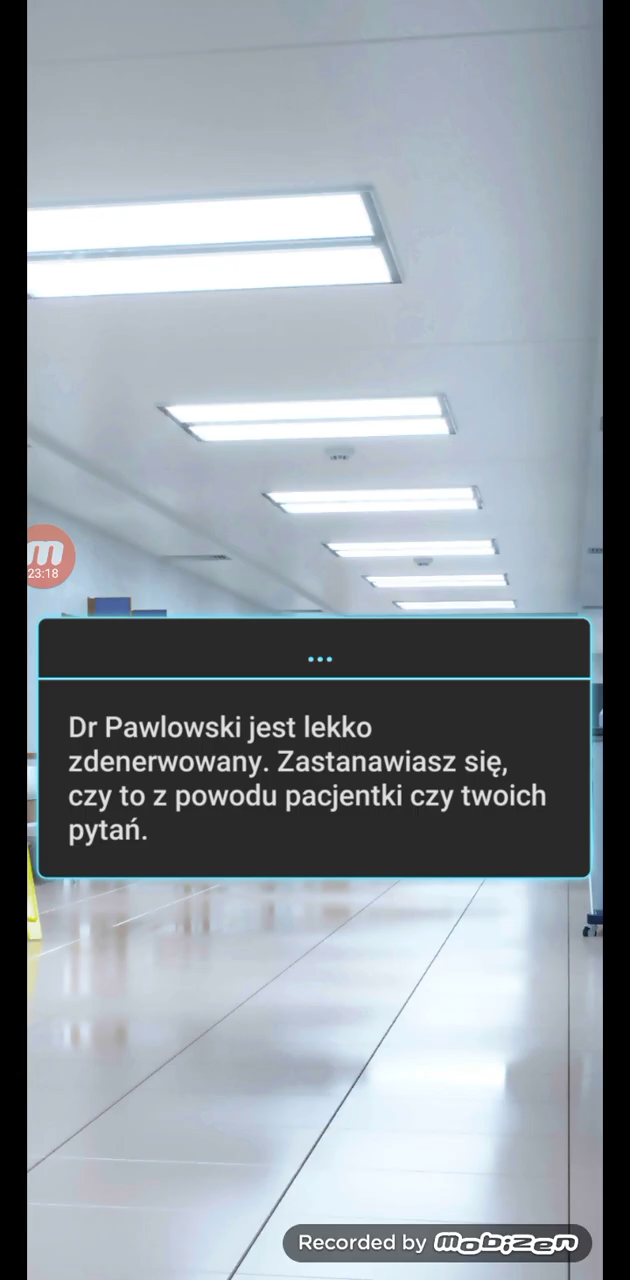 m
23:18
...
Dr Pawlowski jest lekko
zdenerwowany. Zastanawiasz się,
czy to z powodu pacjentki czy twoich
pytań.
Recorded by mobizen